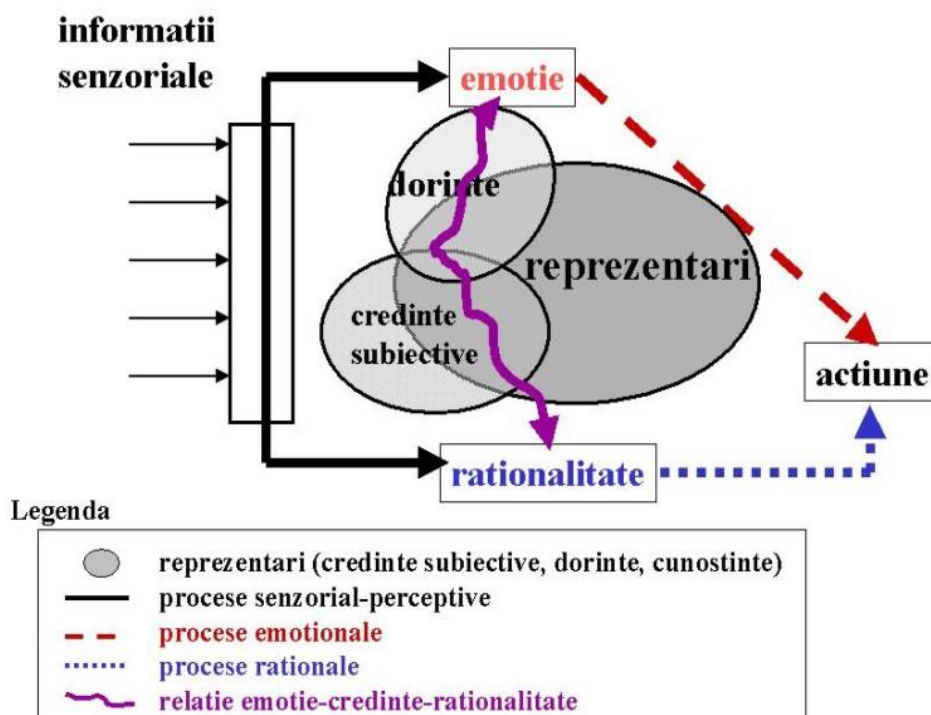 informatii
senzoriale
emotie
dorinte
reprezentari
credinte
subiective
actiune
rationalitate
Legenda
reprezentari (credinte subiective, dorinte, cunostinte)
procese senzorial-perceptive
procese emotionale
procese rationale
relatie emotie-credinte-rationalitate